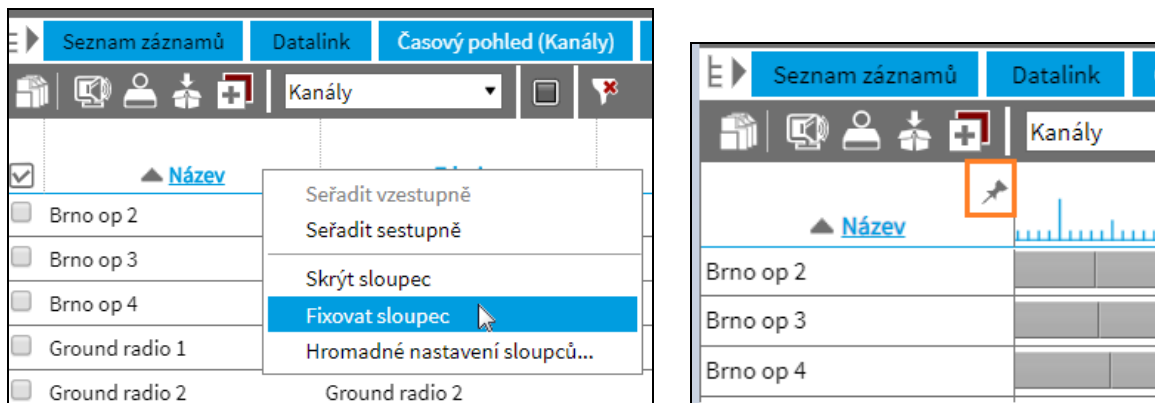 Seznam záznamů Datalink Časový pohled (Kanály)
Kanály
Název
Seřadit vzestupně
Brno op 2
Seřadit sestupně
Brno op 3
Skrýt sloupec
Brno op 4
Fixovat sloupec
Ground radio 1
Hromadné nastavení sloupců...
Ground radio 2 Ground radio 2
Seznam záznamů Datalink
Kanály
Název
Brno op 2
Brno op 3
Brno op 4